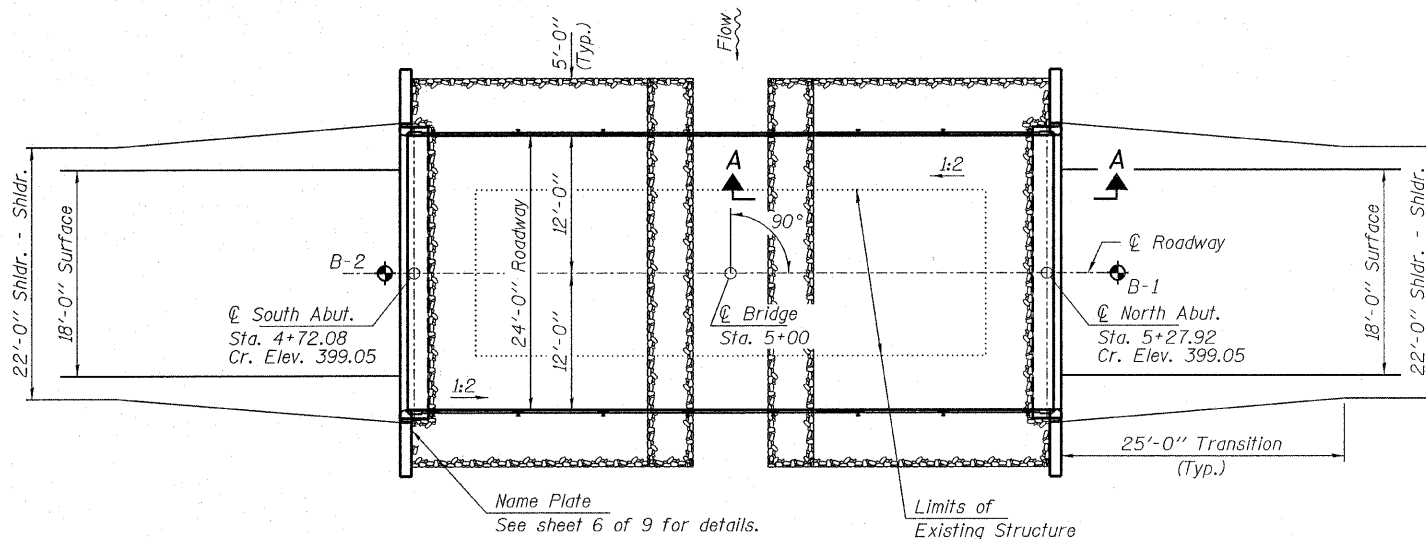 Flow
5'-0"
(Typ.)
22'-0" Shldr. - Shldr.
18'-0" Surface
B-2
℄ South Abut.
Sta. 4+72.08
Cr. Elev. 399.05
1:2
24'-0" Roadway
12'-0"
12'-0"
A
90°
℄ Bridge
Sta. 5+00
1:2
A
℄ Roadway
B-1
℄ North Abut.
Sta. 5+27.92
Cr. Elev. 399.05
18'-0" Surface
22'-0" Shldr. - Shldr.
25'-0" Transition
(Typ.)
Name Plate
See sheet 6 of 9 for details.
Limits of
Existing Structure